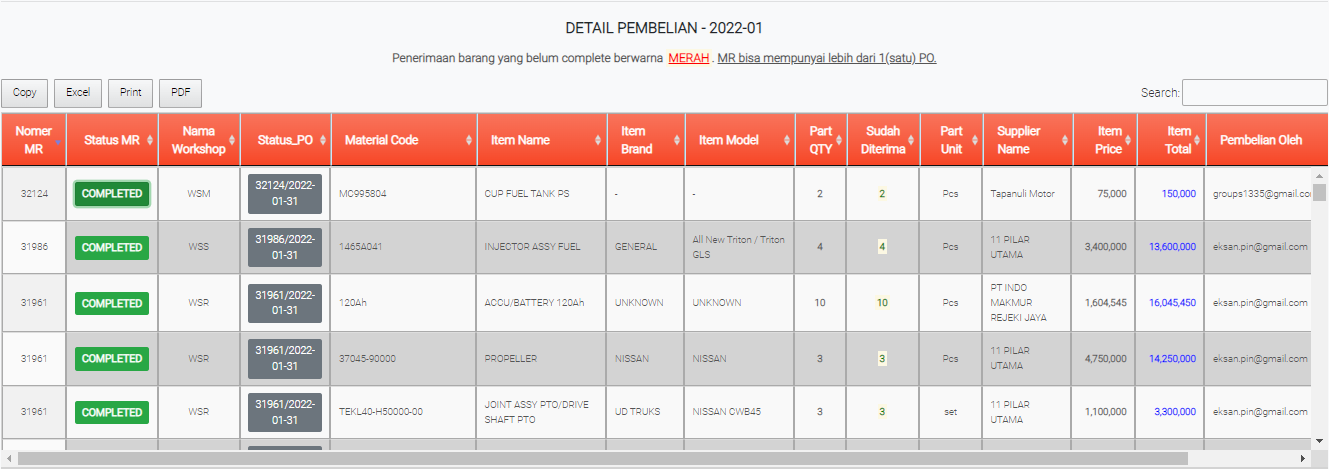 DETAIL PEMBELIAN - 2022-01
Penerimaan barang yang belum complete berwarna MERAH . MR bisa mempunyai lebih dari 1(satu) PO.
Copy Excel Print PDF Search:
Nomer MR Status MR Nama Workshop Status_PO Material Code Item Name Item Brand Item Model Part QTY Sudah Diterima Part Unit Supplier Name Item Price Item Total Pembelian Oleh
32124 COMPLETED WSM 32124/2022-01-31 MC995804 CUP FUEL TANK PS - - 2 2 Pcs Tapanuli Motor 75,000 150,000 groups1335@gmail.co
31986 COMPLETED WSS 31986/2022-01-31 1465A041 INJECTOR ASSY FUEL GENERAL All New Triton / Triton GLS 4 4 Pcs 11 PILAR UTAMA 3,400,000 13,600,000 eksan.pin@gmail.com
31961 COMPLETED WSR 31961/2022-01-31 120Ah ACCU/BATTERY 120Ah UNKNOWN UNKNOWN 10 10 Pcs PT INDO MAKMUR REJEKI JAYA 1,604,545 16,045,450 eksan.pin@gmail.com
31961 COMPLETED WSR 31961/2022-01-31 37045-90000 PROPELLER NISSAN NISSAN 3 3 Pcs 11 PILAR UTAMA 4,750,000 14,250,000 eksan.pin@gmail.com
31961 COMPLETED WSR 31961/2022-01-31 TEKL40-H50000-00 JOINT ASSY PTO/DRIVE SHAFT PTO UD TRUKS NISSAN CWB45 3 3 set 11 PILAR UTAMA 1,100,000 3,300,000 eksan.pin@gmail.com